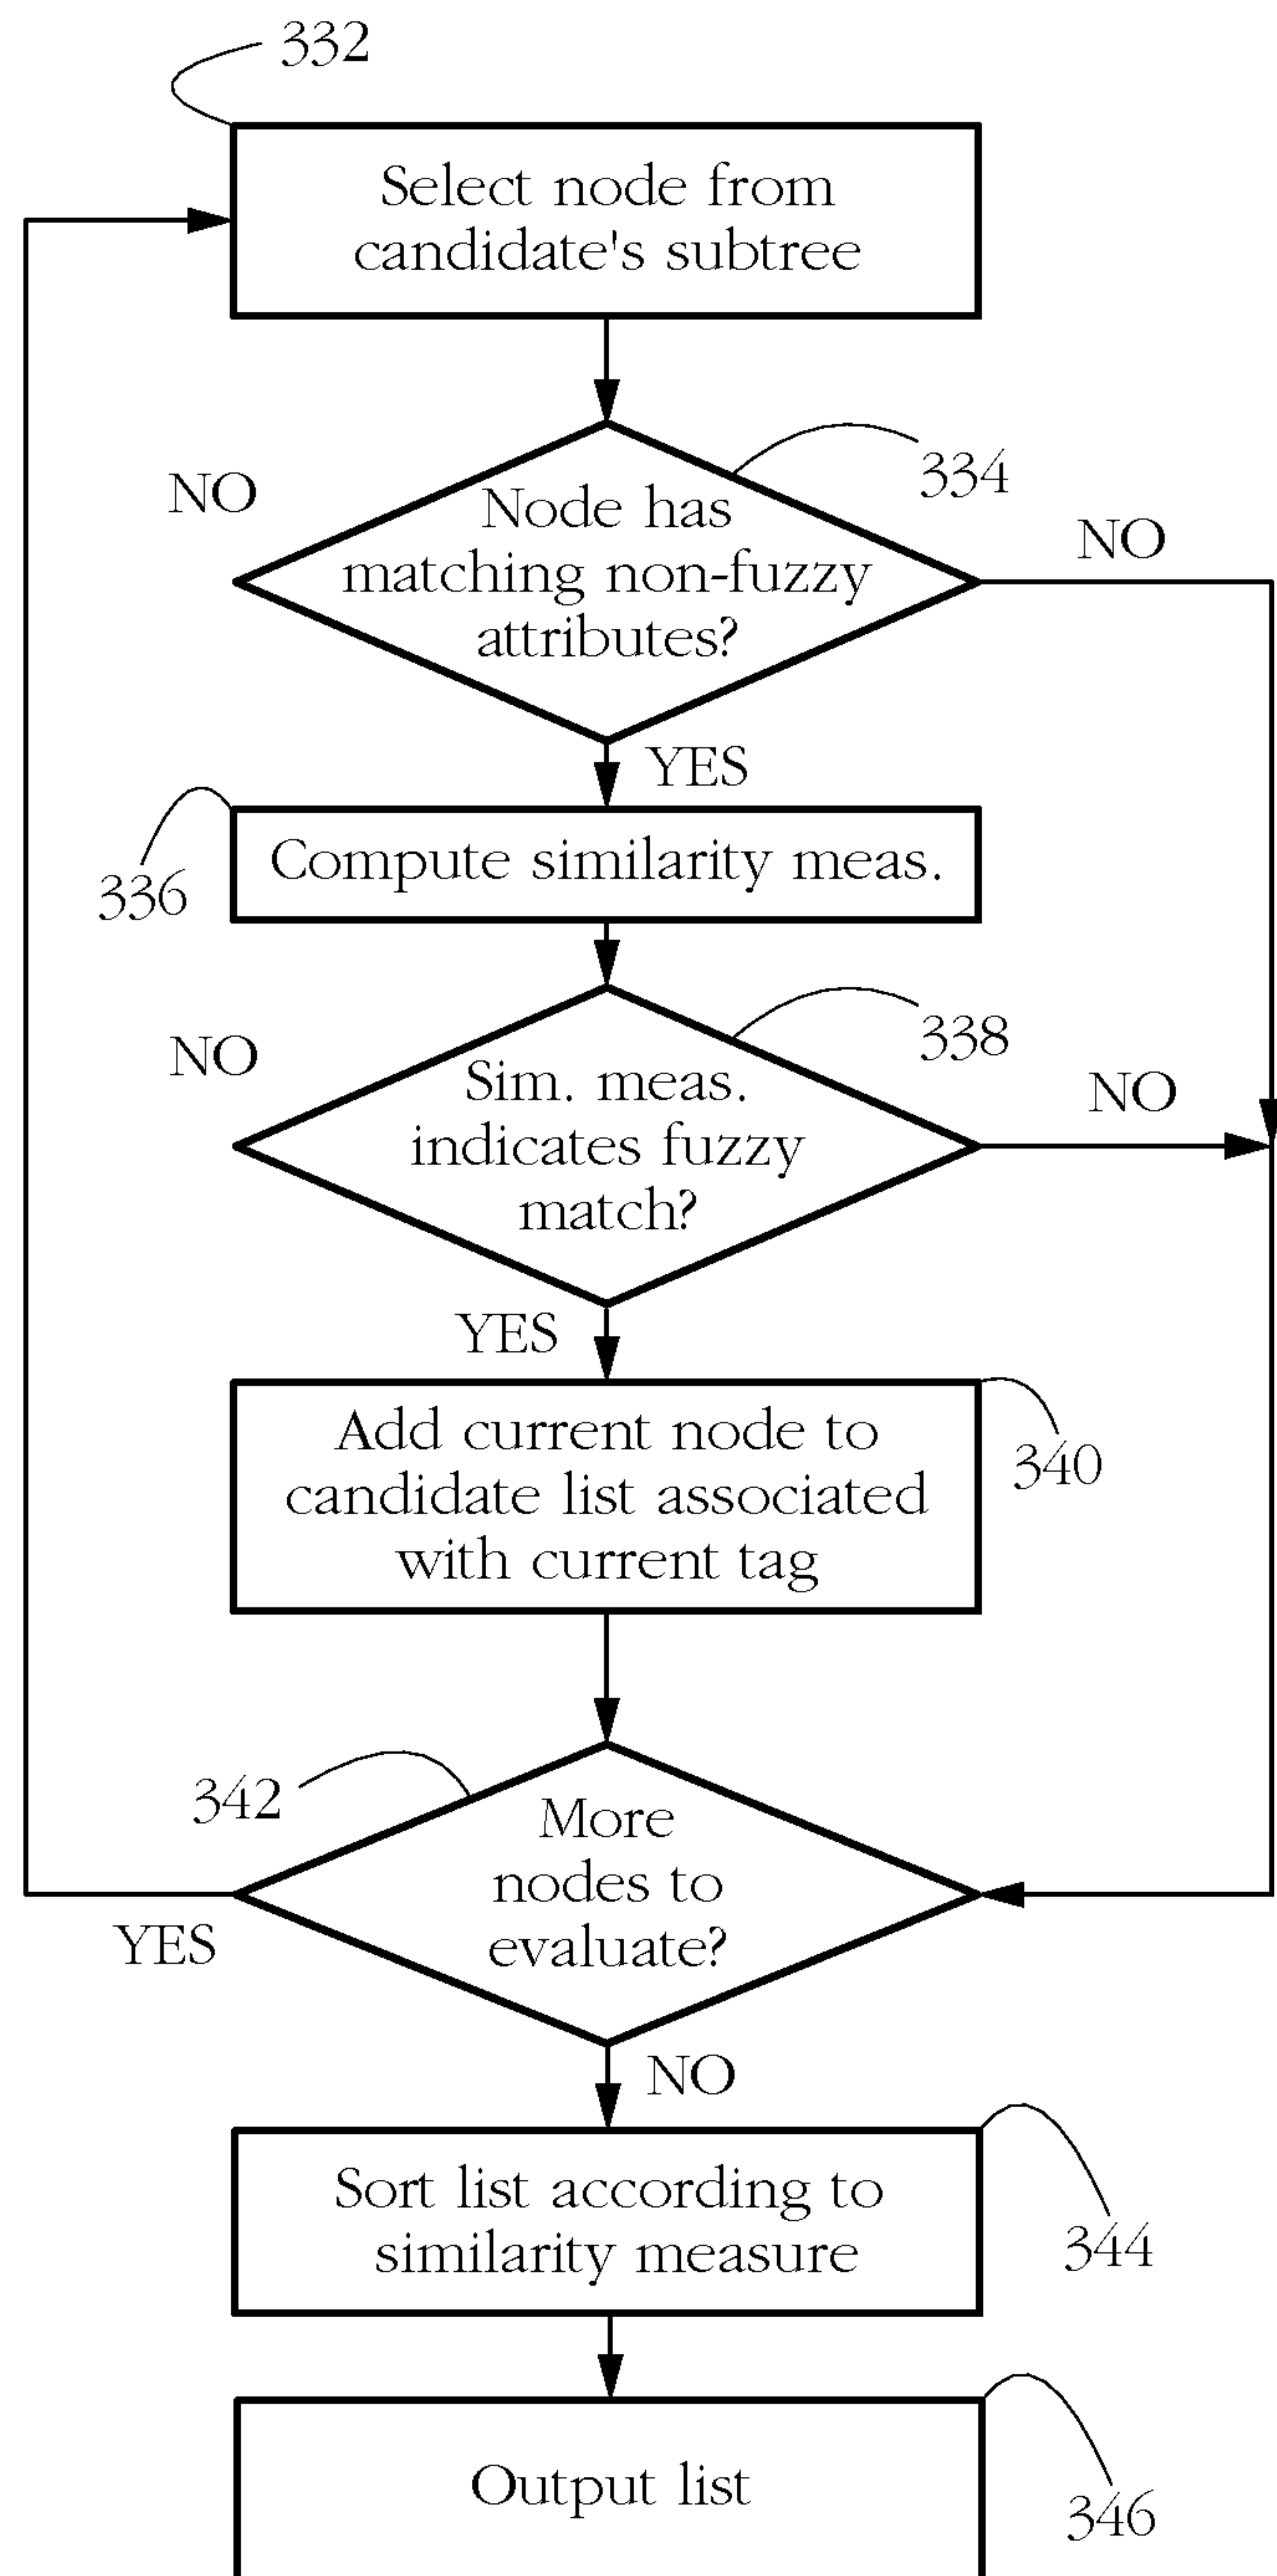 332
Select node from
candidate's subtree
334
NO
Node has
matching non-fuzzy
attributes?
NO
YES
336
Compute similarity meas.
338
NO
Sim. meas.
indicates fuzzy
match?
NO
YES
Add current node to
candidate list associated
with current tag
340
342
More
nodes to
evaluate?
YES
NO
Sort list according to
similarity measure
344
Output list
346